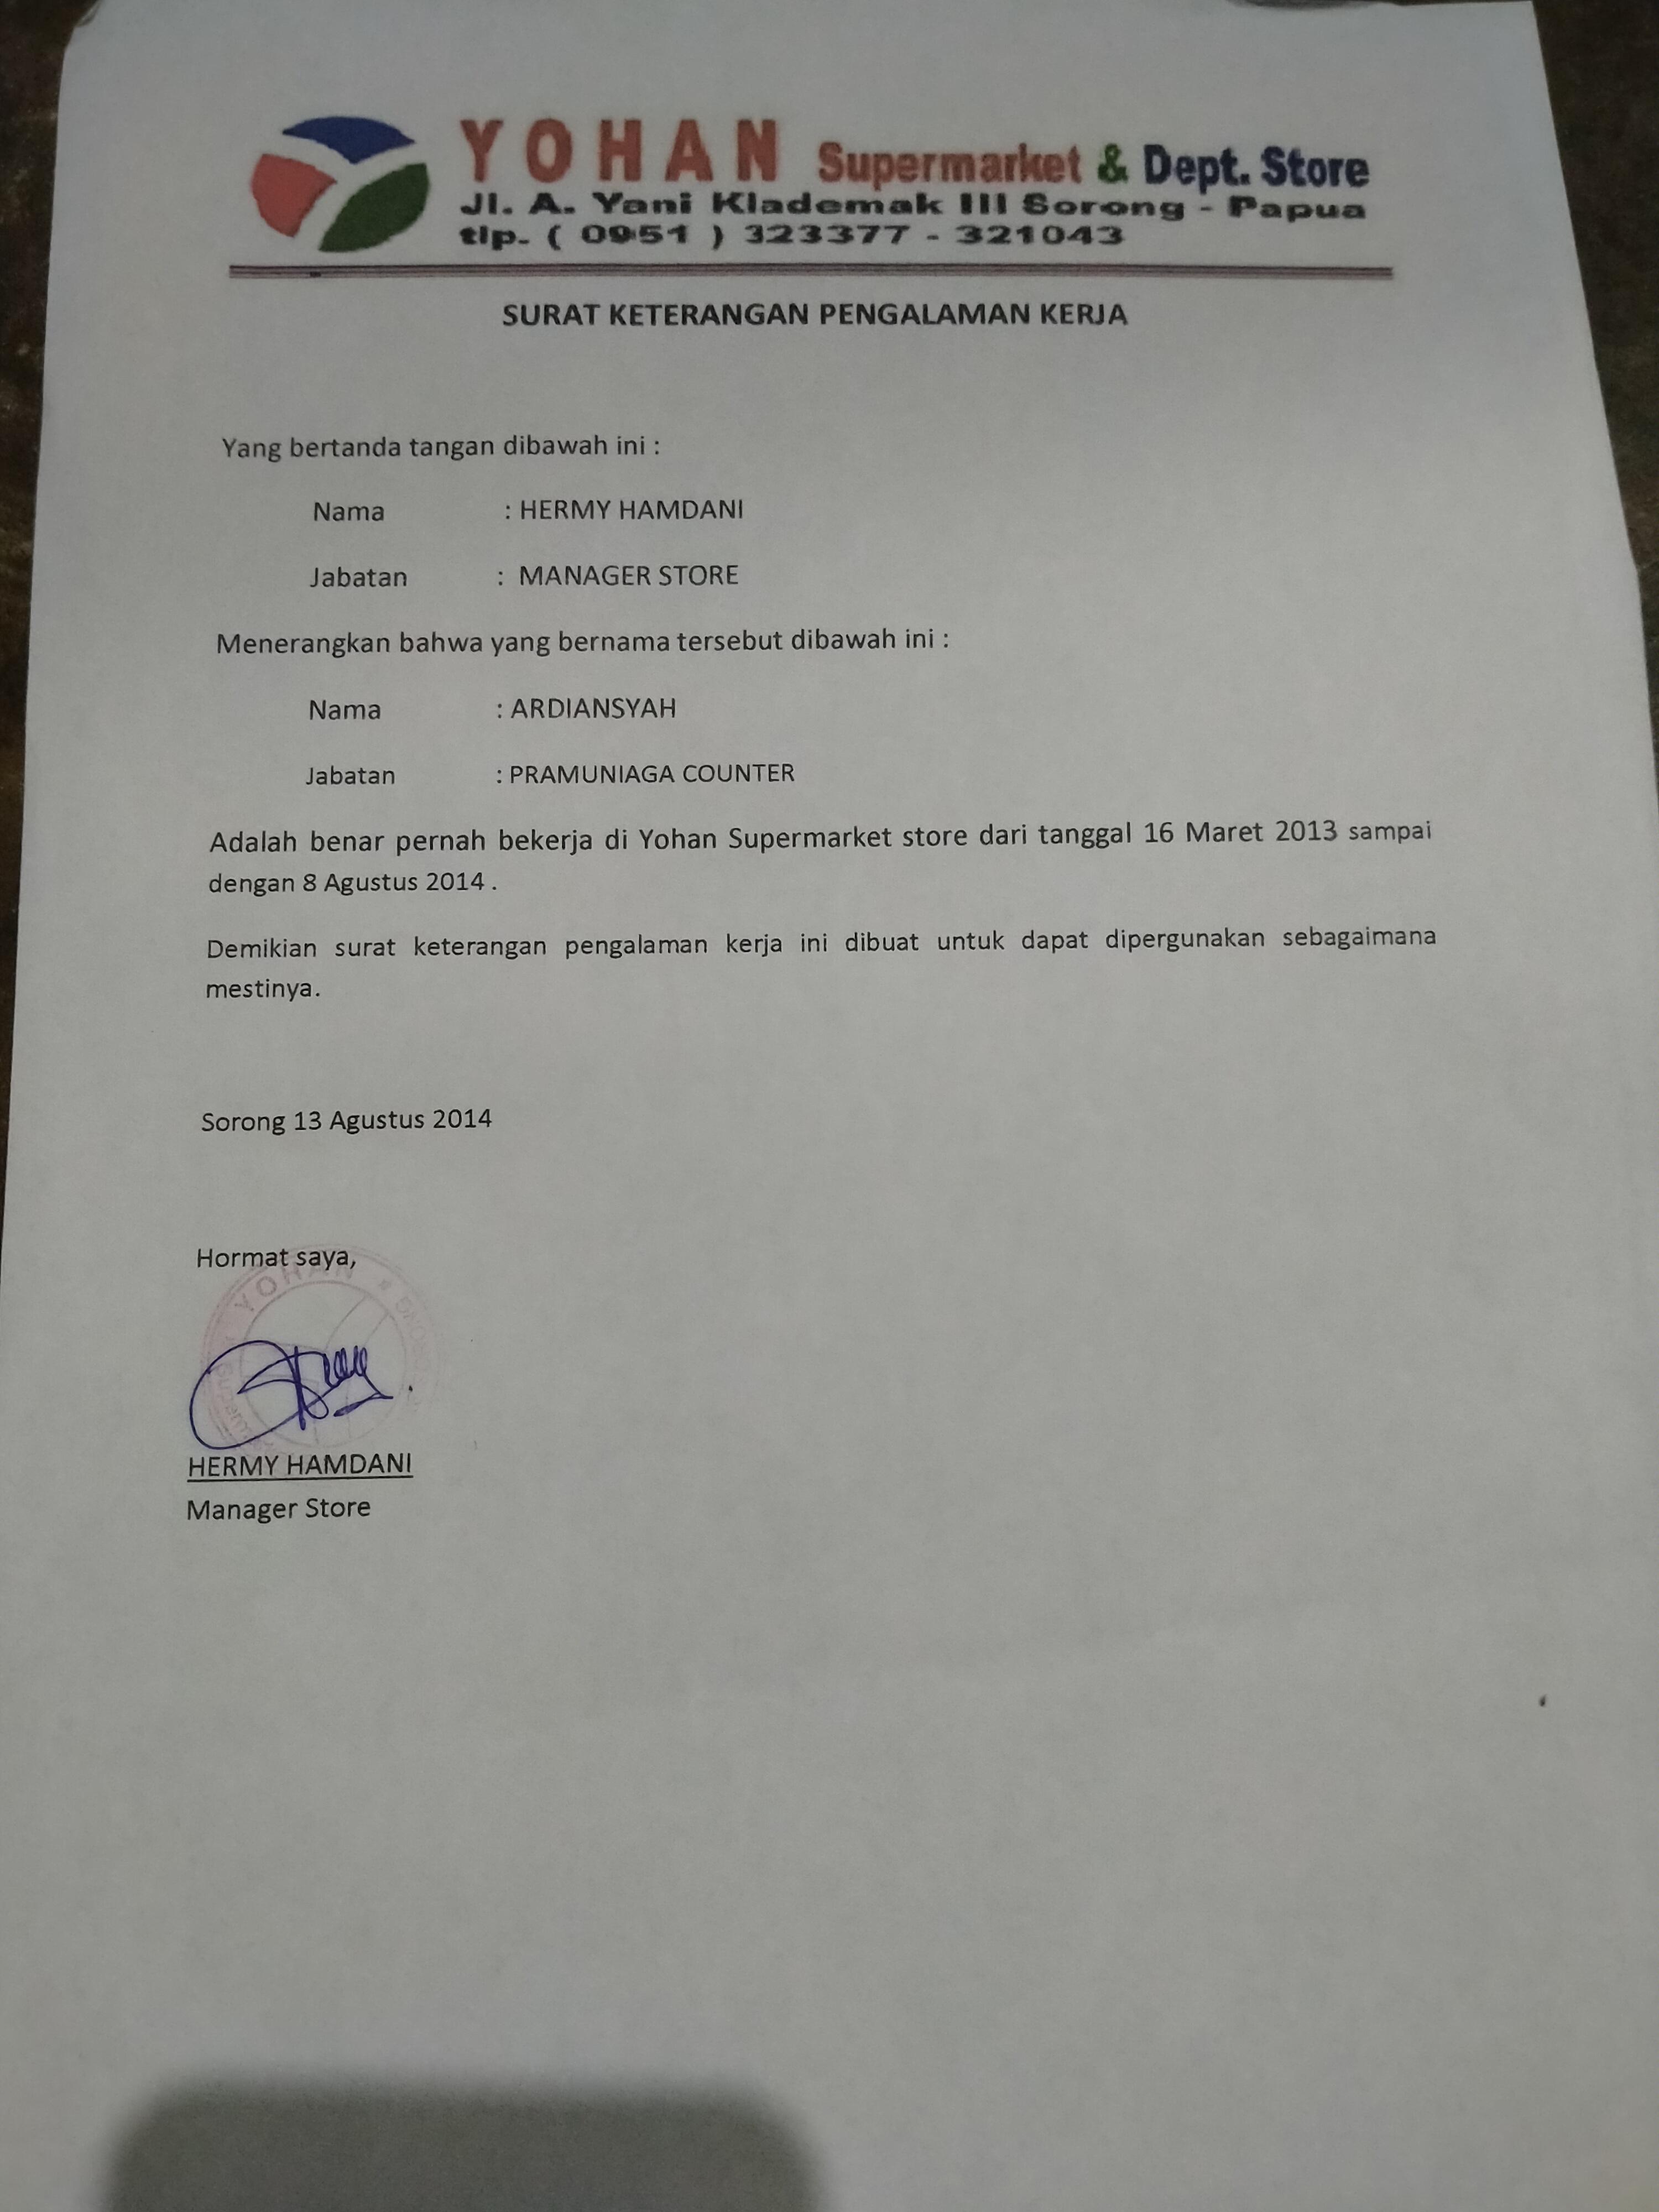 YOHAN Supermarket & Dept. Store
Jl. A. Yani Klademak III Sorong - Papua
tlp. ( 0951 ) 323377 - 321043
SURAT KETERANGAN PENGALAMAN KERJA
Yang bertanda tangan dibawah ini :
Nama : HERMY HAMDANI
Jabatan : MANAGER STORE
Menerangkan bahwa yang bernama tersebut dibawah ini :
Nama : ARDIANSYAH
Jabatan : PRAMUNIAGA COUNTER
Adalah benar pernah bekerja di Yohan Supermarket store dari tanggal 16 Maret 2013 sampai
dengan 8 Agustus 2014 .
Demikian surat keterangan pengalaman kerja ini dibuat untuk dapat dipergunakan sebagaimana
mestinya.
Sorong 13 Agustus 2014
Hormat saya,
YOHAN
HERMY HAMDANI
Manager Store